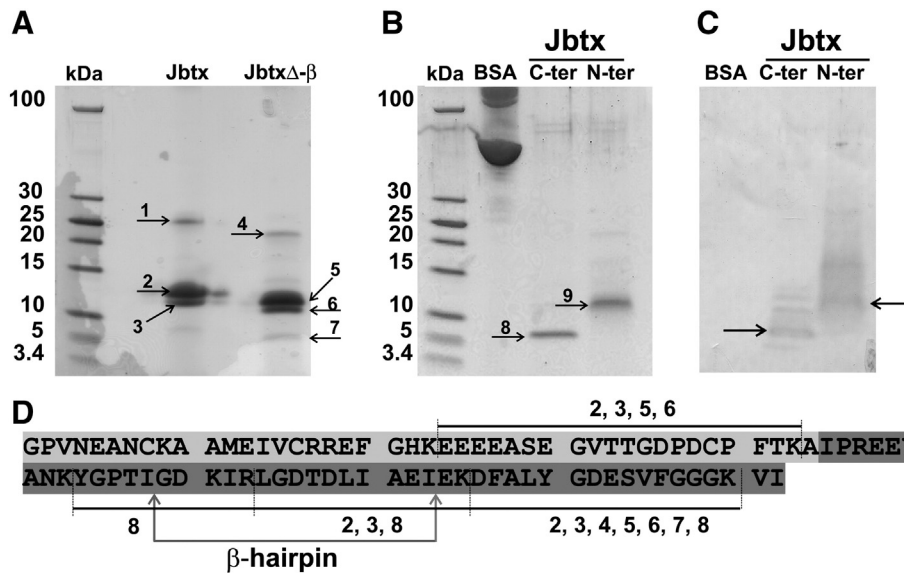 A
B
C
kDa Jbtx JbtxΔ-β
100
30
25
20
15
10
5
3.4
1
2
3
4
5
6
7
Jbtx
kDa BSA C-ter N-ter
100
30
25
20
15
10
5
3.4
8
9
Jbtx
BSA C-ter N-ter
D
2, 3, 5, 6
GPVNEANCKA AMEIVCRREF GHKEEEEASE GVTTGDPDCP FTKAIPREE
ANKYGPTIGD KIRLGDTDLI AEIEKDFALY GDESVFGGGK VI
8 2, 3, 8 2, 3, 4, 5, 6, 7, 8
β-hairpin